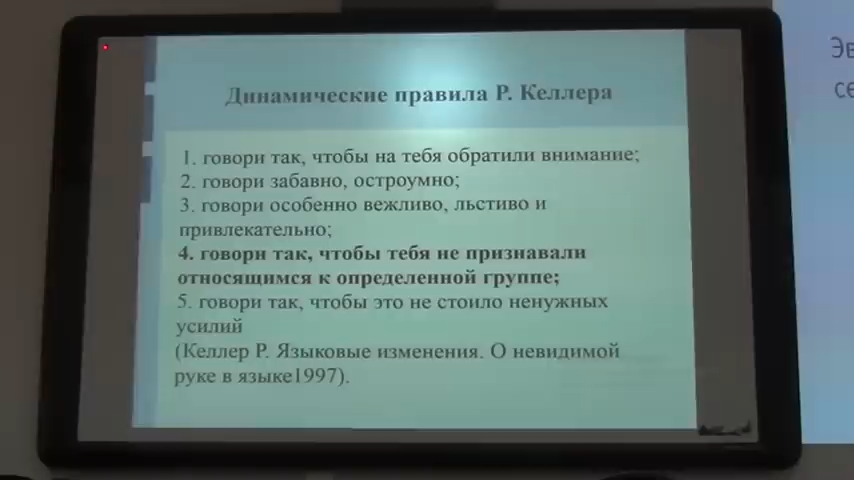 Динамические правила Р. Келлера
1. говори так, чтобы на тебя обратили внимание;
2. говори забавно, остроумно;
3. говори особенно вежливо, льстиво и
привлекательно;
4. говори так, чтобы тебя не признавали
относящимся к определенной группе;
5. говори так, чтобы это не стоило ненужных
усилий
(Келлер Р. Языковые изменения. О невидимой
руке в языке1997).
Эв
се